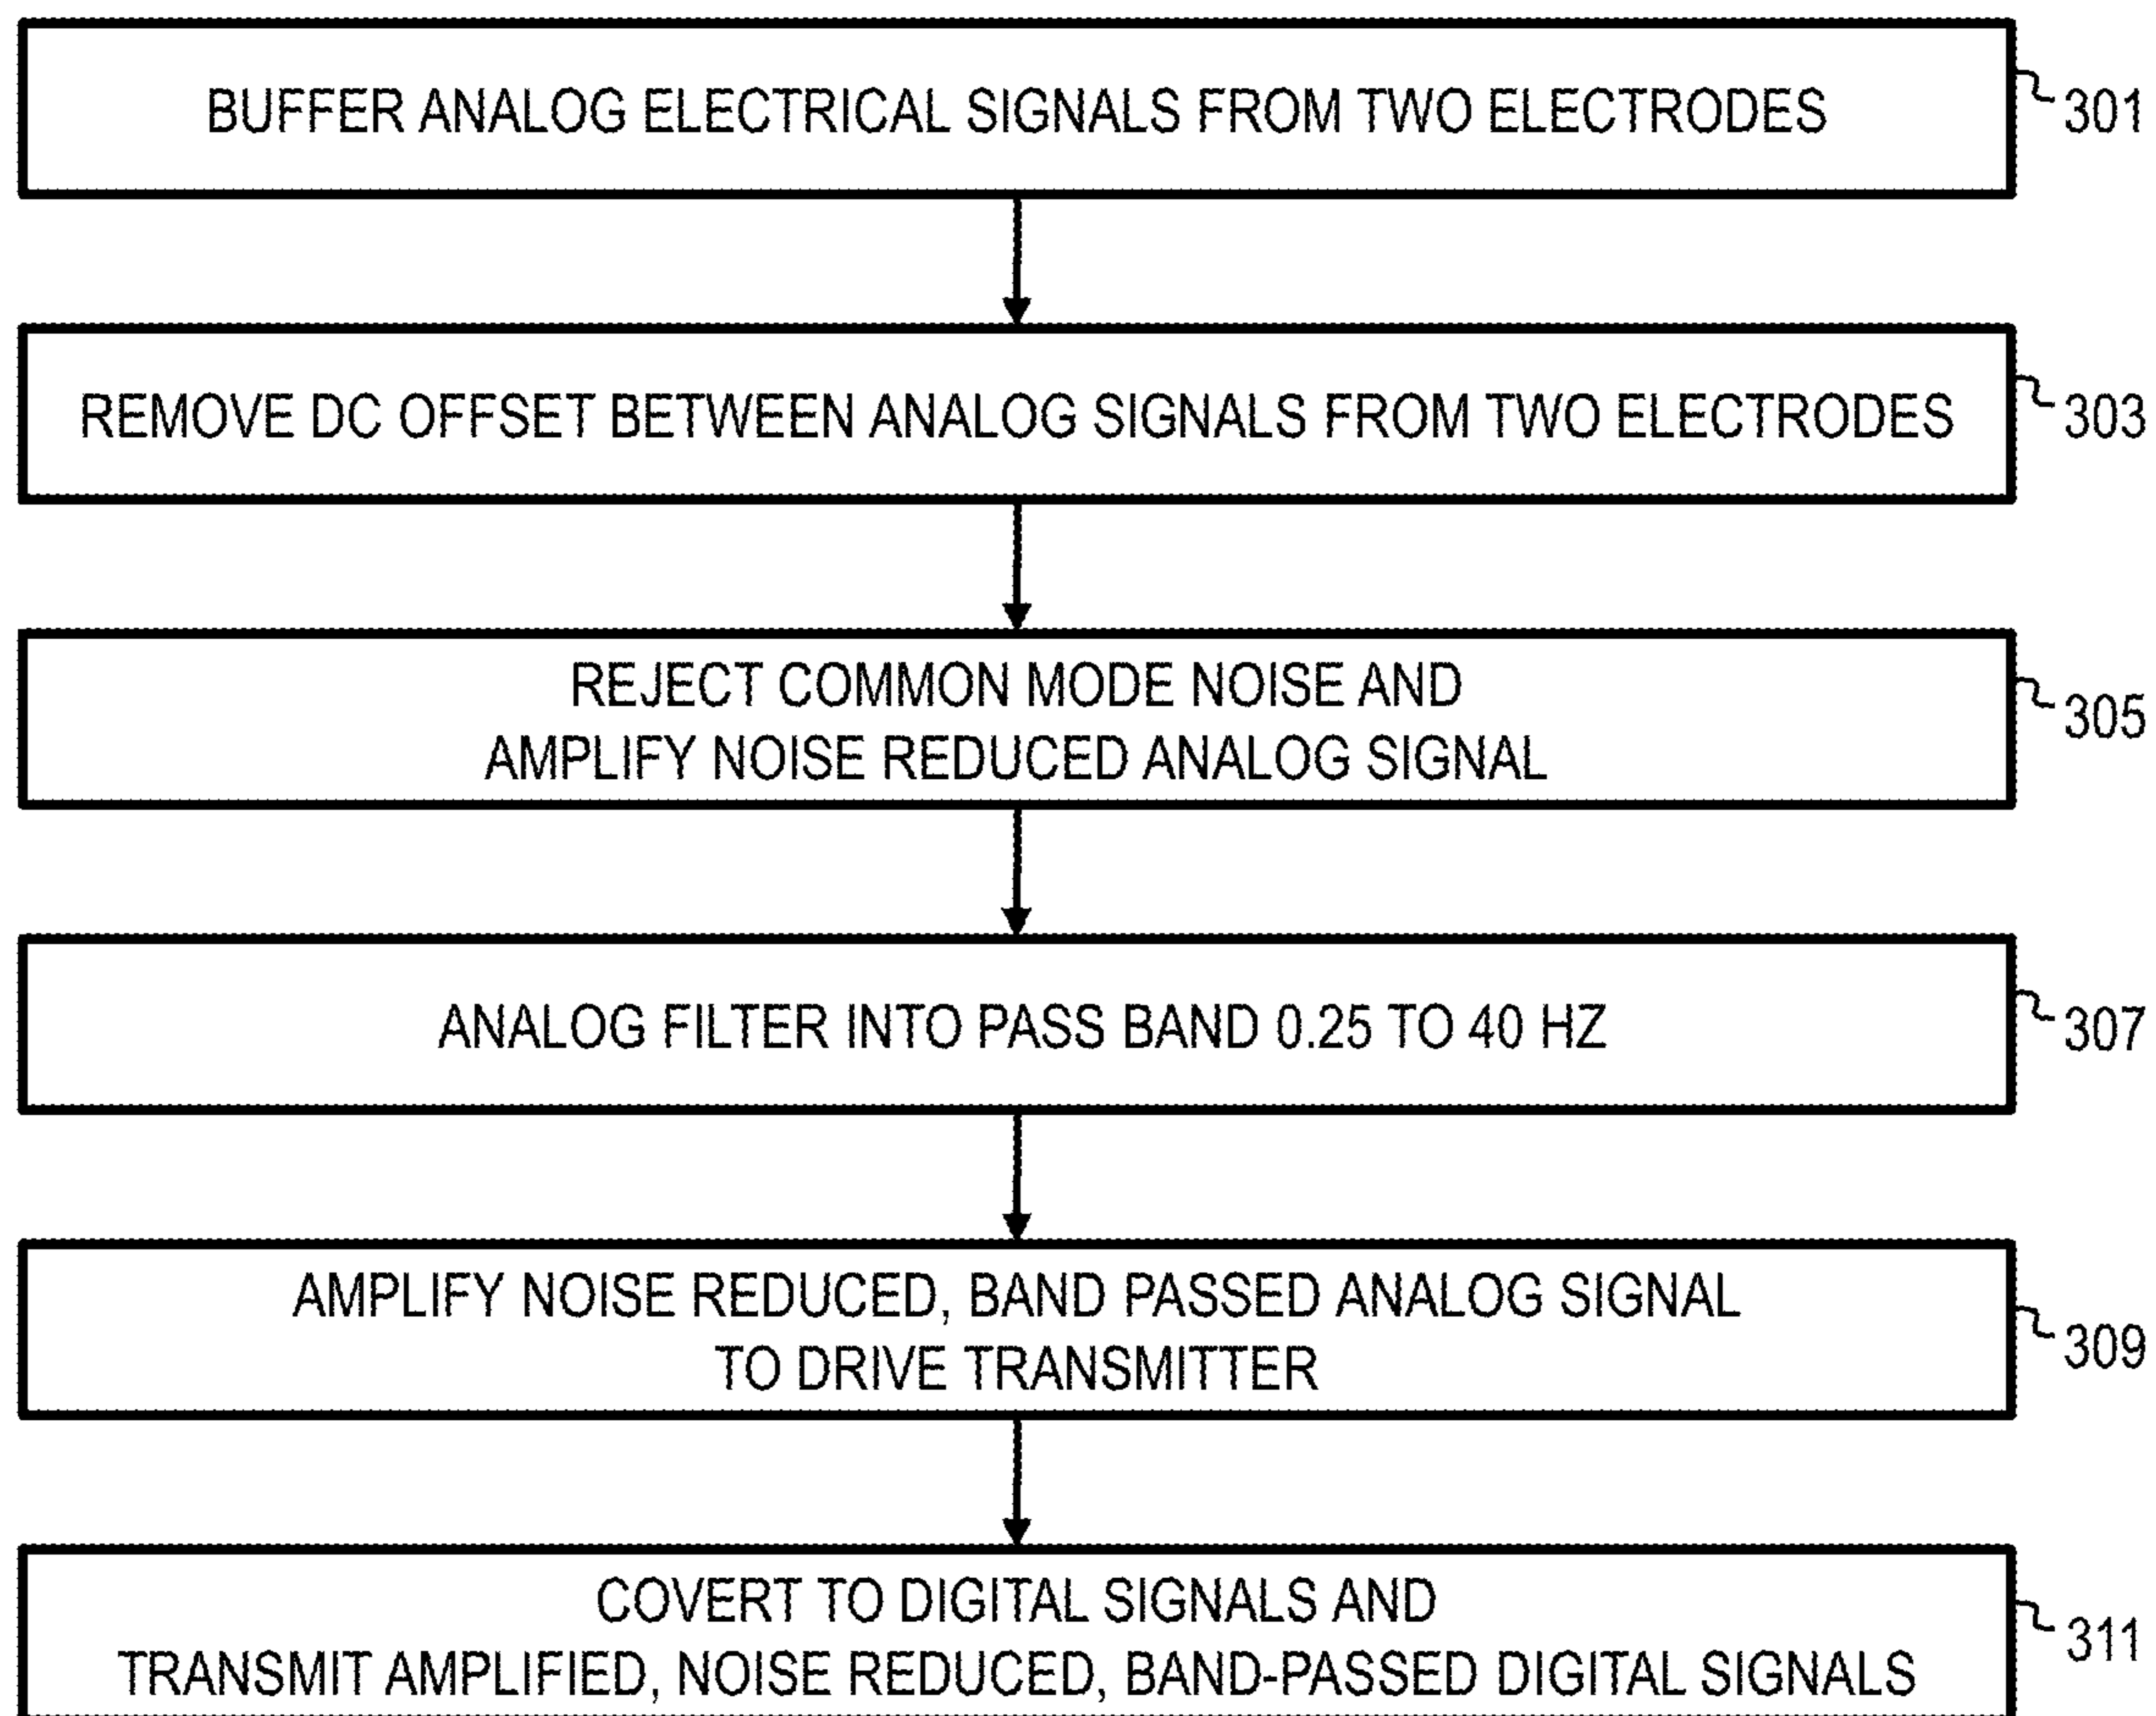 BUFFER ANALOG ELECTRICAL SIGNALS FROM TWO ELECTRODES
301
REMOVE DC OFFSET BETWEEN ANALOG SIGNALS FROM TWO ELECTRODES
303
REJECT COMMON MODE NOISE AND
AMPLIFY NOISE REDUCED ANALOG SIGNAL
305
ANALOG FILTER INTO PASS BAND 0.25 TO 40 HZ
307
AMPLIFY NOISE REDUCED, BAND PASSED ANALOG SIGNAL
TO DRIVE TRANSMITTER
309
COVERT TO DIGITAL SIGNALS AND
TRANSMIT AMPLIFIED, NOISE REDUCED, BAND-PASSED DIGITAL SIGNALS
311